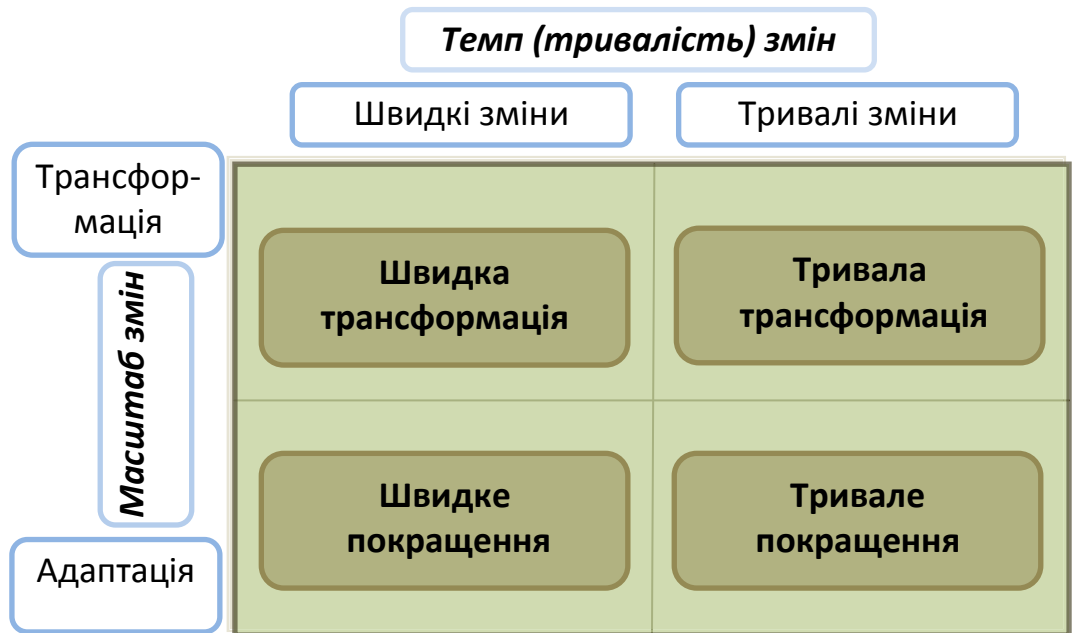 Темп (тривалість) змін
Швидкі зміни
Тривалі зміни
Трансфор-
мація
Масштаб змін
Адаптація
Швидка
трансформація
Тривала
трансформація
Швидке
покращення
Тривале
покращення